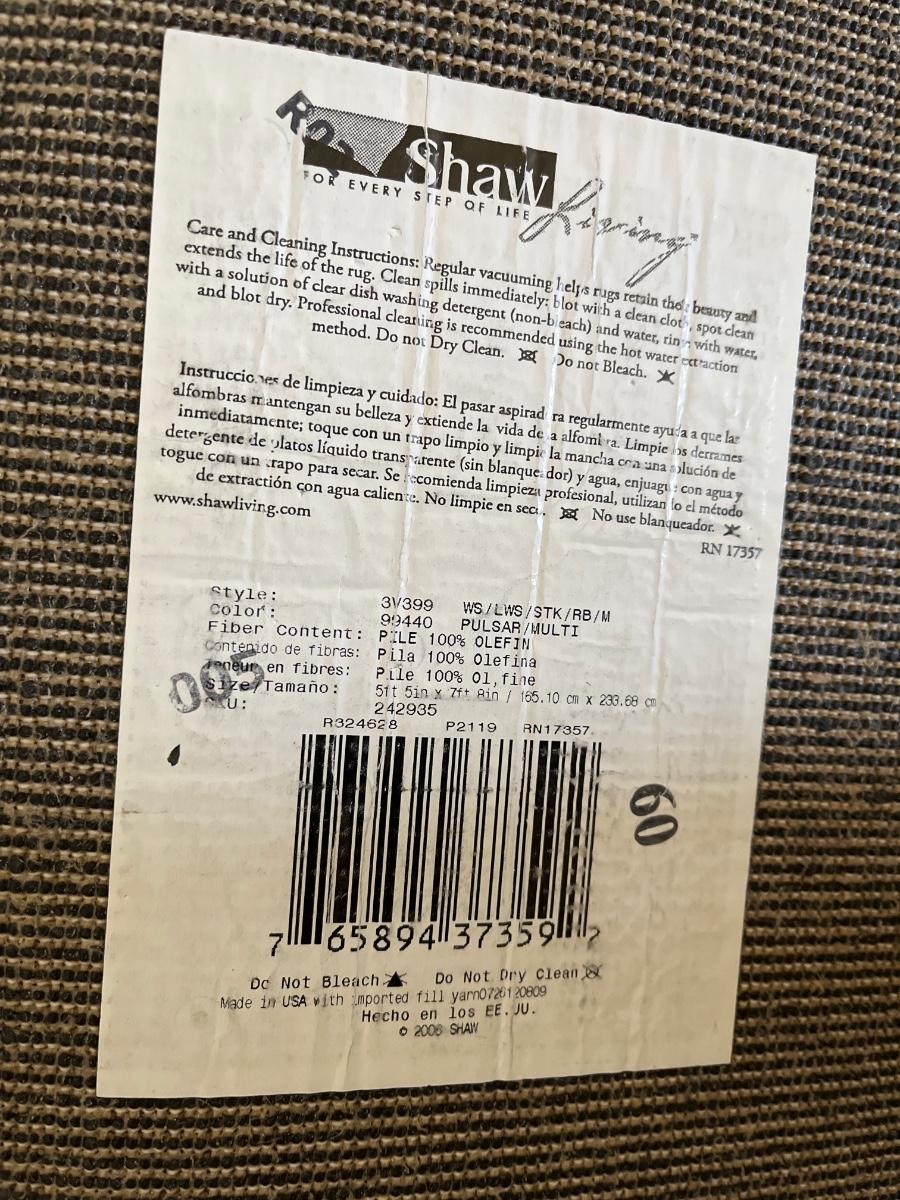 Shaw
FOR EVERY STEP OF LIFE
Living
Care and Cleaning Instructions: Regular vacuuming helps rugs retain their beauty and
extends the life of the rug. Clean spills immediately: blot with a clean cloth, spot clean
with a solution of clear dish washing detergent (non-bleach) and water, rinse with water,
and blot dry. Professional cleaning is recommended using the hot water extraction
method. Do not Dry Clean. Do not Bleach.
Instrucciones de limpieza y cuidado: El pasar aspiradora regularmente ayuda a que las
alfombras mantengan su belleza y extiende la vida de la alfombra. Limpie los derrames
inmediatamente; toque con un trapo limpio y limpie la mancha con una solución de
detergente de platos líquido transparente (sin blanqueador) y agua, enjuague con agua y
togue con un trapo para secar. Se recomienda limpieza profesional, utilizando el método
de extracción con agua caliente. No limpie en seco. No use blanqueador.
www.shawliving.com
RN 17357
Style: 3V399 WS/LWS/STK/RB/M
Color: 99440 PULSAR/MULTI
Fiber Content: PILE 100% OLEFIN
Contenido de fibras: Pila 100% Olefina
Teneur en fibres: Pile 100% Ol,fine
Size/Tamaño: 5ft 5in x 7ft 8in / 165.10 cm x 233.68 cm
SKU: 242935
005
R324628 P2119 RN17357
60
7 65894 37359 7
Do Not Bleach Do Not Dry Clean
Made in USA with imported fill yarn0726120809
Hecho en los EE.UU.
© 2006 SHAW